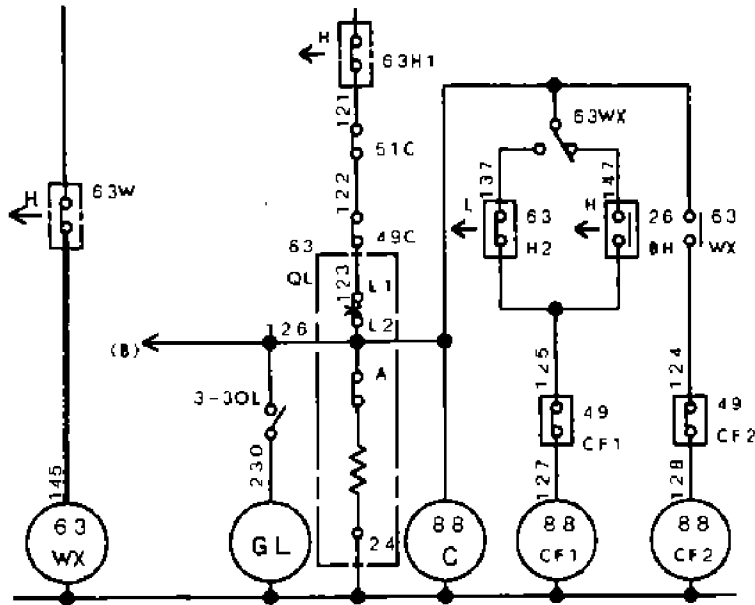 H
63H1
121
63WX
51C
137
147
122
H
63W
L
H
63
H2
26
BH
63
WX
49C
63
QL
123
L1
L2
126
(B)
A
3-30L
125
124
49
CF1
49
CF2
145
230
127
128
24
63
WX
GL
88
C
88
CF1
88
CF2